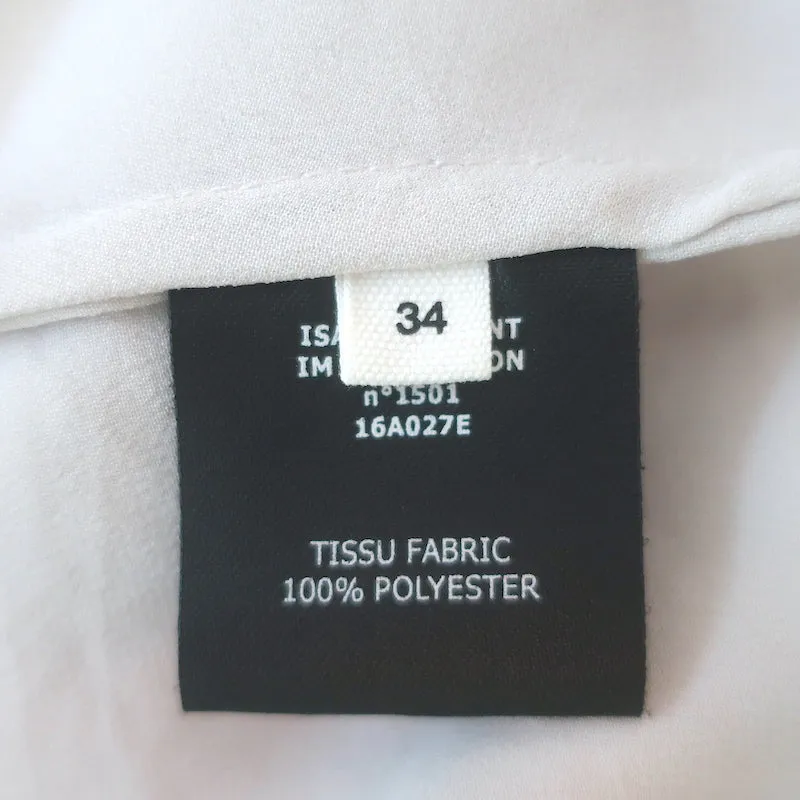 34
n°1501
16A027E
TISSU FABRIC
100% POLYESTER